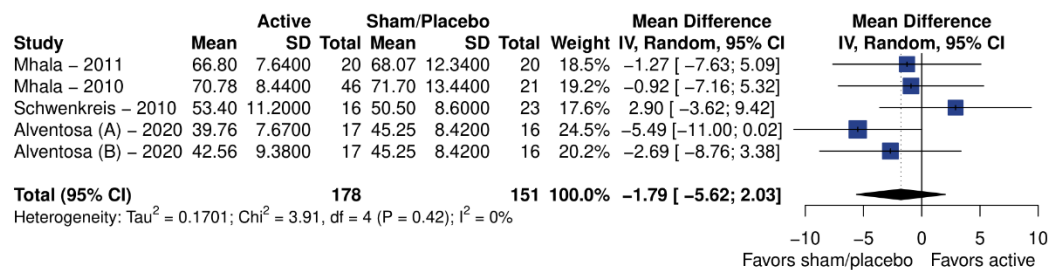 Active Sham/Placebo Mean Difference Mean Difference
Study Mean SD Total Mean SD Total Weight IV, Random, 95% CI IV, Random, 95% CI
Mhala − 2011 66.80 7.6400 20 68.07 12.3400 20 18.5% −1.27 [ −7.63; 5.09]
Mhala − 2010 70.78 8.4400 46 71.70 13.4400 21 19.2% −0.92 [ −7.16; 5.32]
Schwenkreis − 2010 53.40 11.2000 16 50.50 8.6000 23 17.6% 2.90 [ −3.62; 9.42]
Alventosa (A) − 2020 39.76 7.6700 17 45.25 8.4200 16 24.5% −5.49 [ −11.00; 0.02]
Alventosa (B) − 2020 42.56 9.3800 17 45.25 8.4200 16 20.2% −2.69 [ −8.76; 3.38]
Total (95% CI) 178 151 100.0% −1.79 [ −5.62; 2.03]
Heterogeneity: Tau² = 0.1701; Chi² = 3.91, df = 4 (P = 0.42); I² = 0%
−10 −5 0 5 10
Favors sham/placebo Favors active